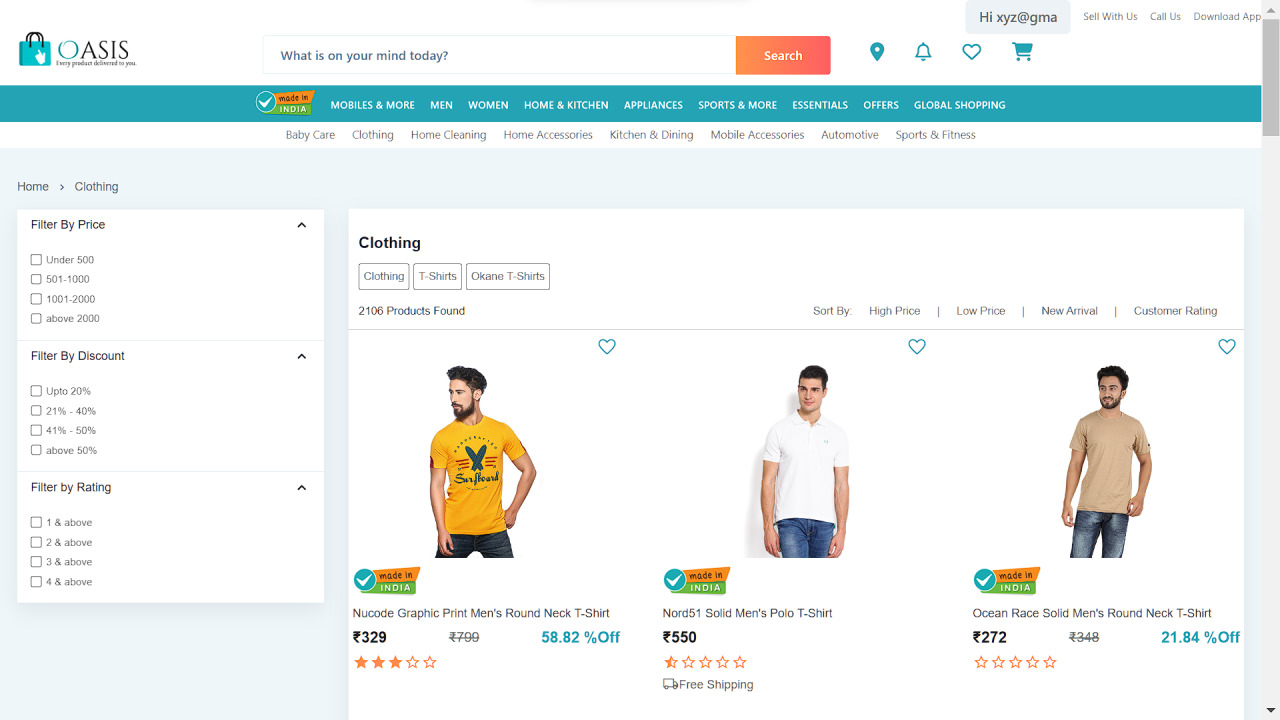 Hi xyz@gma
Sell With Us
Call Us
Download App
OASIS
Every product delivered to you.
What is on your mind today?
Search
made in
INDIA
MOBILES & MORE
MEN
WOMEN
HOME & KITCHEN
APPLIANCES
SPORTS & MORE
ESSENTIALS
OFFERS
GLOBAL SHOPPING
Baby Care
Clothing
Home Cleaning
Home Accessories
Kitchen & Dining
Mobile Accessories
Automotive
Sports & Fitness
Home › Clothing
Filter By Price
Under 500
501-1000
1001-2000
above 2000
Filter By Discount
Upto 20%
21% - 40%
41% - 50%
above 50%
Filter by Rating
1 & above
2 & above
3 & above
4 & above
Clothing
Clothing
T-Shirts
Okane T-Shirts
2106 Products Found
Sort By:
High Price | Low Price | New Arrival | Customer Rating
HANDCRAFTED
Surfboard
made in
INDIA
Nucode Graphic Print Men's Round Neck T-Shirt
₹329 ₹799 58.82 %Off
made in
INDIA
Nord51 Solid Men's Polo T-Shirt
₹550
Free Shipping
made in
INDIA
Ocean Race Solid Men's Round Neck T-Shirt
₹272 ₹348 21.84 %Off